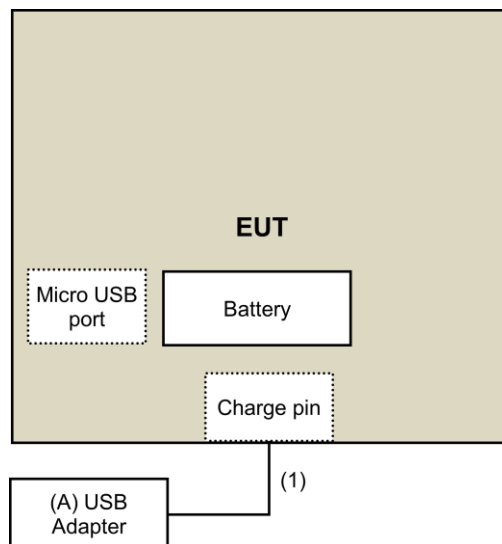 EUT
Micro USB
port
Battery
Charge pin
(1)
(A) USB
Adapter